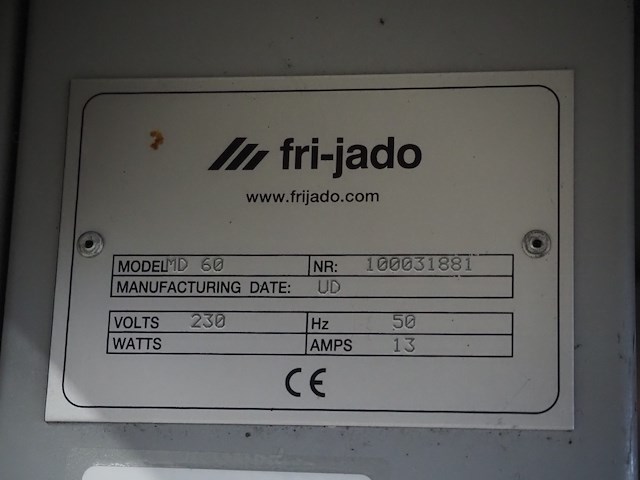 fri-jado
www.frijado.com
MODEL MD 60 NR: 100031881
MANUFACTURING DATE: UD
VOLTS 230 Hz 50
WATTS AMPS 13
CE